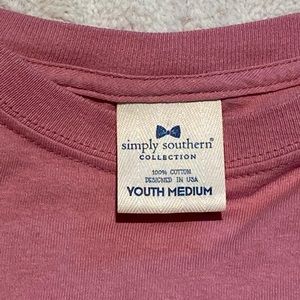 simply southern®
COLLECTION
100% COTTON
DESIGNED IN USA
YOUTH MEDIUM